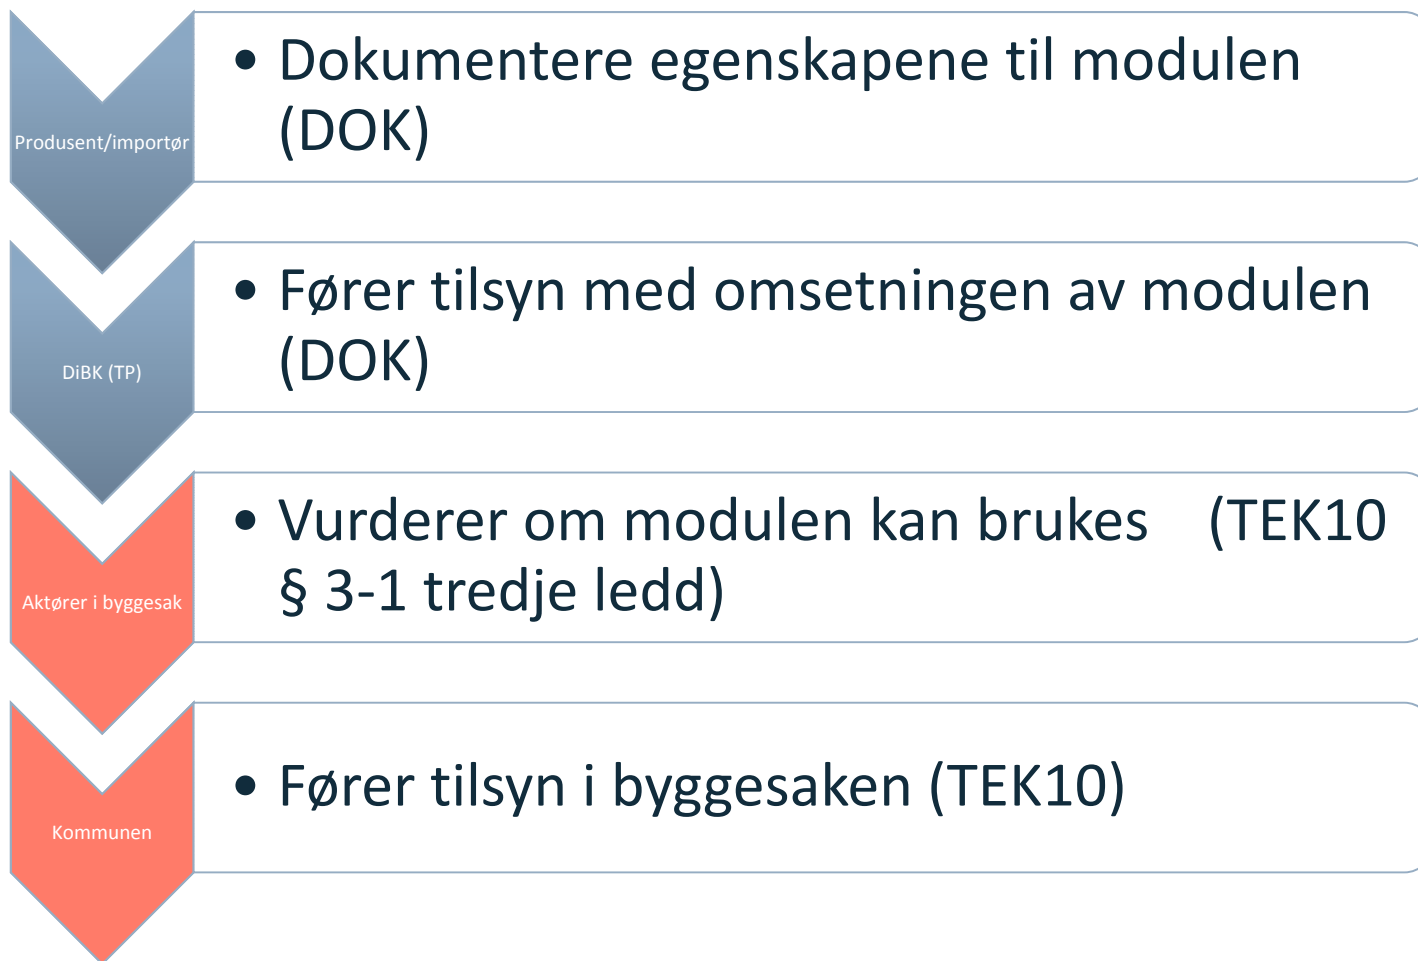 Produsent/importør
• Dokumentere egenskapene til modulen
(DOK)
DiBK (TP)
• Fører tilsyn med omsetningen av modulen
(DOK)
Aktører i byggesak
• Vurderer om modulen kan brukes (TEK10
§ 3-1 tredje ledd)
Kommunen
• Fører tilsyn i byggesaken (TEK10)